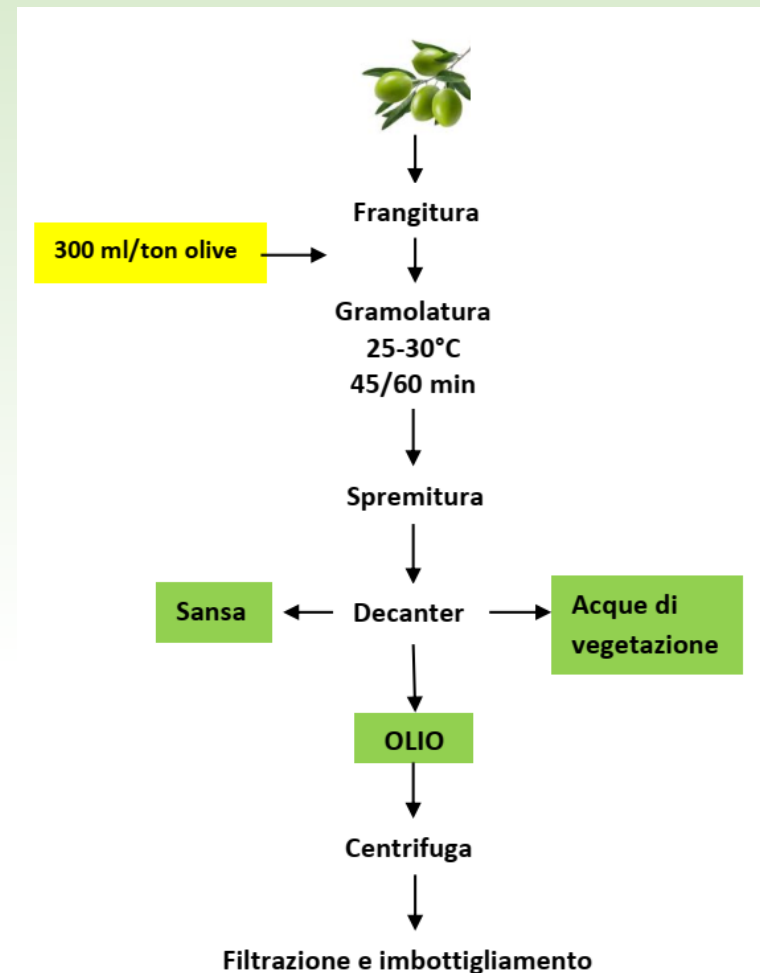 Frangitura
300 ml/ton olive
Gramolatura
25-30°C
45/60 min
Spremitura
Sansa
Decanter
Acque di
vegetazione
OLIO
Centrifuga
Filtrazione e imbottigliamento